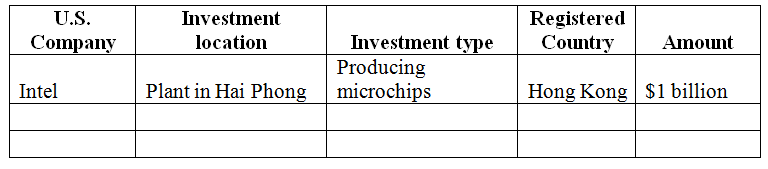 U.S. Company Investment location Investment type Registered Country Amount
Intel Plant in Hai Phong Producing microchips Hong Kong $1 billion